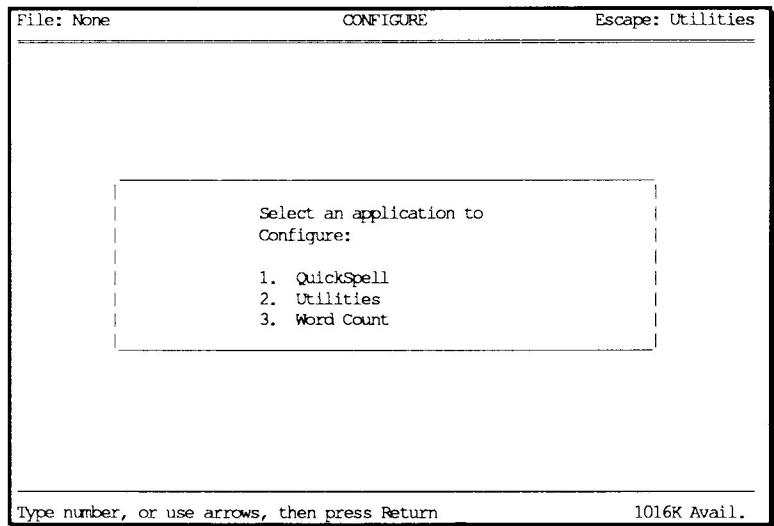 File: None CONFIGURE Escape: Utilities
Select an application to
Configure:
1. QuickSpell
2. Utilities
3. Word Count
Type number, or use arrows, then press Return 1016K Avail.